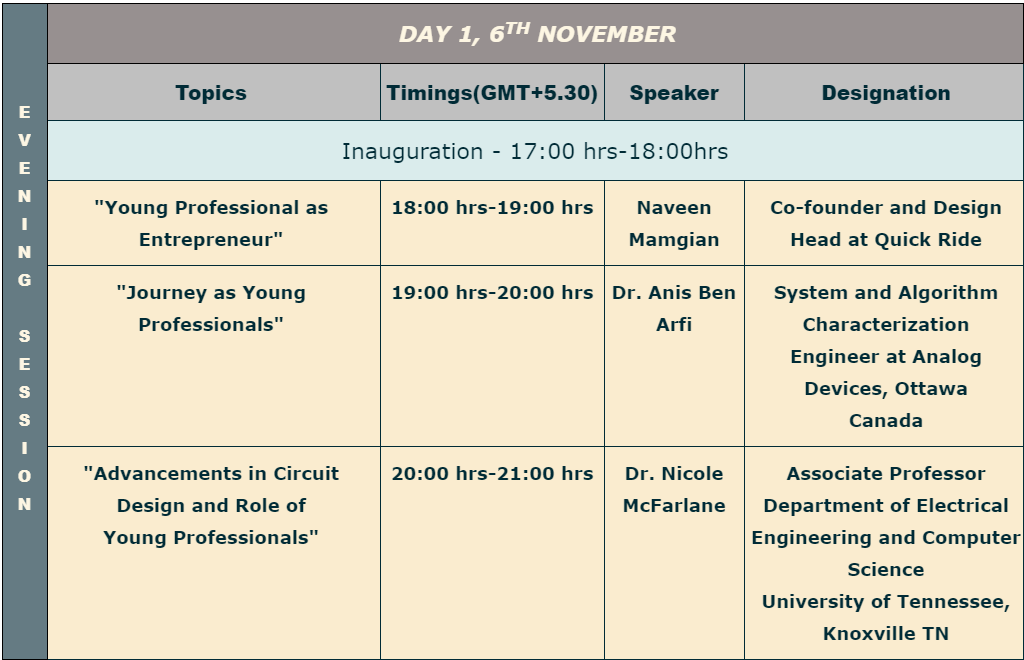 EVENING SESSION
DAY 1, 6TH NOVEMBER
Topics
Timings(GMT+5.30)
Speaker
Designation
Inauguration - 17:00 hrs-18:00hrs
"Young Professional as
Entrepreneur"
18:00 hrs-19:00 hrs
Naveen
Mamgian
Co-founder and Design
Head at Quick Ride
"Journey as Young
Professionals"
19:00 hrs-20:00 hrs
Dr. Anis Ben
Arfi
System and Algorithm
Characterization
Engineer at Analog
Devices, Ottawa
Canada
"Advancements in Circuit
Design and Role of
Young Professionals"
20:00 hrs-21:00 hrs
Dr. Nicole
McFarlane
Associate Professor
Department of Electrical
Engineering and Computer
Science
University of Tennessee,
Knoxville TN